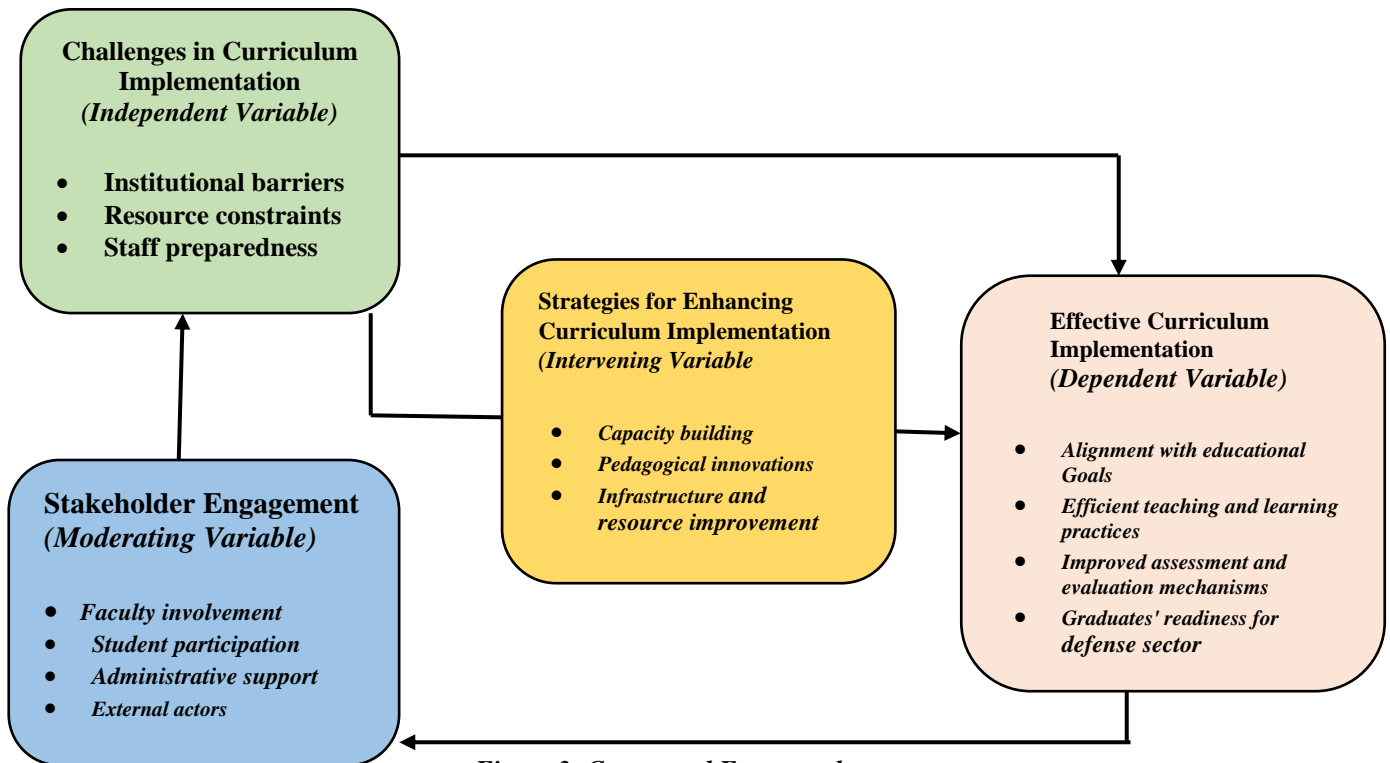 Challenges in Curriculum
Implementation
(Independent Variable)
• Institutional barriers
• Resource constraints
• Staff preparedness
Strategies for Enhancing
Curriculum Implementation
(Intervening Variable
• Capacity building
• Pedagogical innovations
• Infrastructure and
resource improvement
Effective Curriculum
Implementation
(Dependent Variable)
• Alignment with educational
Goals
• Efficient teaching and learning
practices
• Improved assessment and
evaluation mechanisms
• Graduates' readiness for
defense sector
Stakeholder Engagement
(Moderating Variable)
• Faculty involvement
• Student participation
• Administrative support
• External actors